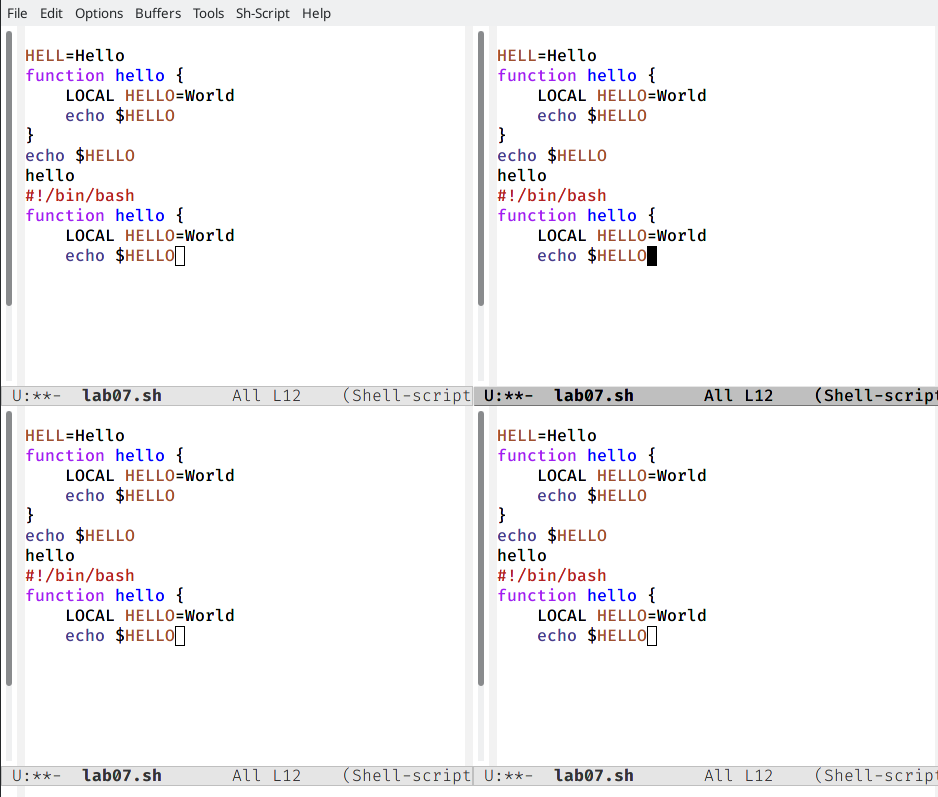 File Edit Options Buffers Tools Sh-Script Help
HELL=Hello
function hello {
    LOCAL HELLO=World
    echo $HELLO
}
echo $HELLO
hello
#!/bin/bash
function hello {
    LOCAL HELLO=World
    echo $HELLO
U:**-  lab07.sh       All L12    (Shell-script
HELL=Hello
function hello {
    LOCAL HELLO=World
    echo $HELLO
}
echo $HELLO
hello
#!/bin/bash
function hello {
    LOCAL HELLO=World
    echo $HELLO
U:**-  lab07.sh       All L12    (Shell-script
HELL=Hello
function hello {
    LOCAL HELLO=World
    echo $HELLO
}
echo $HELLO
hello
#!/bin/bash
function hello {
    LOCAL HELLO=World
    echo $HELLO
U:**-  lab07.sh       All L12    (Shell-script
HELL=Hello
function hello {
    LOCAL HELLO=World
    echo $HELLO
}
echo $HELLO
hello
#!/bin/bash
function hello {
    LOCAL HELLO=World
    echo $HELLO
U:**-  lab07.sh       All L12    (Shell-script